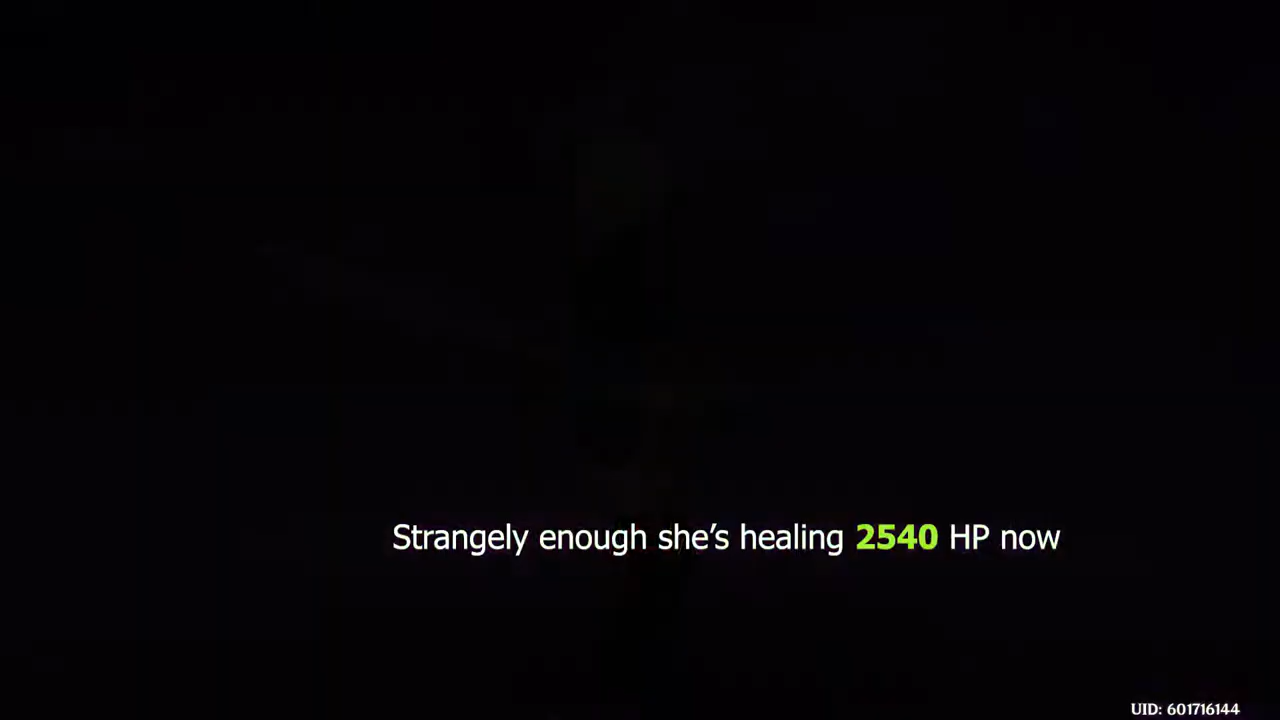 Strangely enough she’s healing 2540 HP now
UID: 601716144